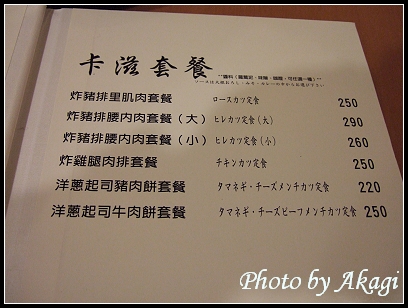 卡滋套餐
炸豬排里肌肉套餐 ロースカツ定食 250
炸豬排腰內肉套餐（大） ヒレカツ定食(大) 290
炸豬排腰內肉套餐（小） ヒレカツ定食(小) 260
炸雞腿肉排套餐 チキンカツ定食 250
洋蔥起司豬肉餅套餐 タマネギ・チーズメンチカツ定食 220
洋蔥起司牛肉餅套餐 タマネギ・チーズビーフメンチカツ定食 250
Photo by Akagi